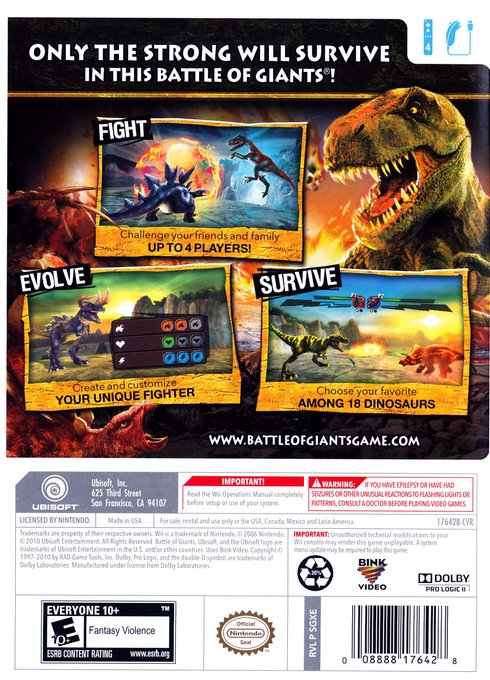 ONLY THE STRONG WILL SURVIVE
IN THIS BATTLE OF GIANTS®!
4
FIGHT
Challenge your friends and family
UP TO 4 PLAYERS!
EVOLVE
Create and customize
YOUR UNIQUE FIGHTER
SURVIVE
Choose your favorite
AMONG 18 DINOSAURS
WWW.BATTLEOFGIANTSGAME.COM
UBISOFT
Ubisoft, Inc.
625 Third Street
San Francisco, CA 94107
IMPORTANT!
Read the Wii Operations Manual completely
before setup or use of your system.
WARNING: IF YOU HAVE EPILEPSY OR HAVE HAD
SEIZURES OR OTHER UNUSUAL REACTIONS TO FLASHING LIGHTS OR
PATTERNS, CONSULT A DOCTOR BEFORE PLAYING VIDEO GAMES.
LICENSED BY NINTENDO.
Made in USA
For sale, rental and use only in the USA, Canada, Mexico and Latin America.
17642B-CVR
Trademarks are property of their respective owners. Wii is a trademark of Nintendo. © 2006 Nintendo.
© 2010 Ubisoft Entertainment. All Rights Reserved. Battle of Giants, Ubisoft, and the Ubisoft logo are
trademarks of Ubisoft Entertainment in the U.S. and/or other countries. Uses Bink Video. Copyright ©
1997-2010 by RAD Game Tools, Inc. Dolby, Pro Logic, and the double-D symbol are trademarks of
Dolby Laboratories. Manufactured under license from Dolby Laboratories.
IMPORTANT: Unauthorized technical modifications to your
Wii console may render this game unplayable. A system
menu update may be required to play this game.
30%
BINK
VIDEO
DOLBY
PRO LOGIC II
EVERYONE 10+ ™
E 10+
Fantasy Violence
ESRB CONTENT RATING www.esrb.org
Official
Nintendo
Seal
RVL P SGXE
0 08888 17642 8